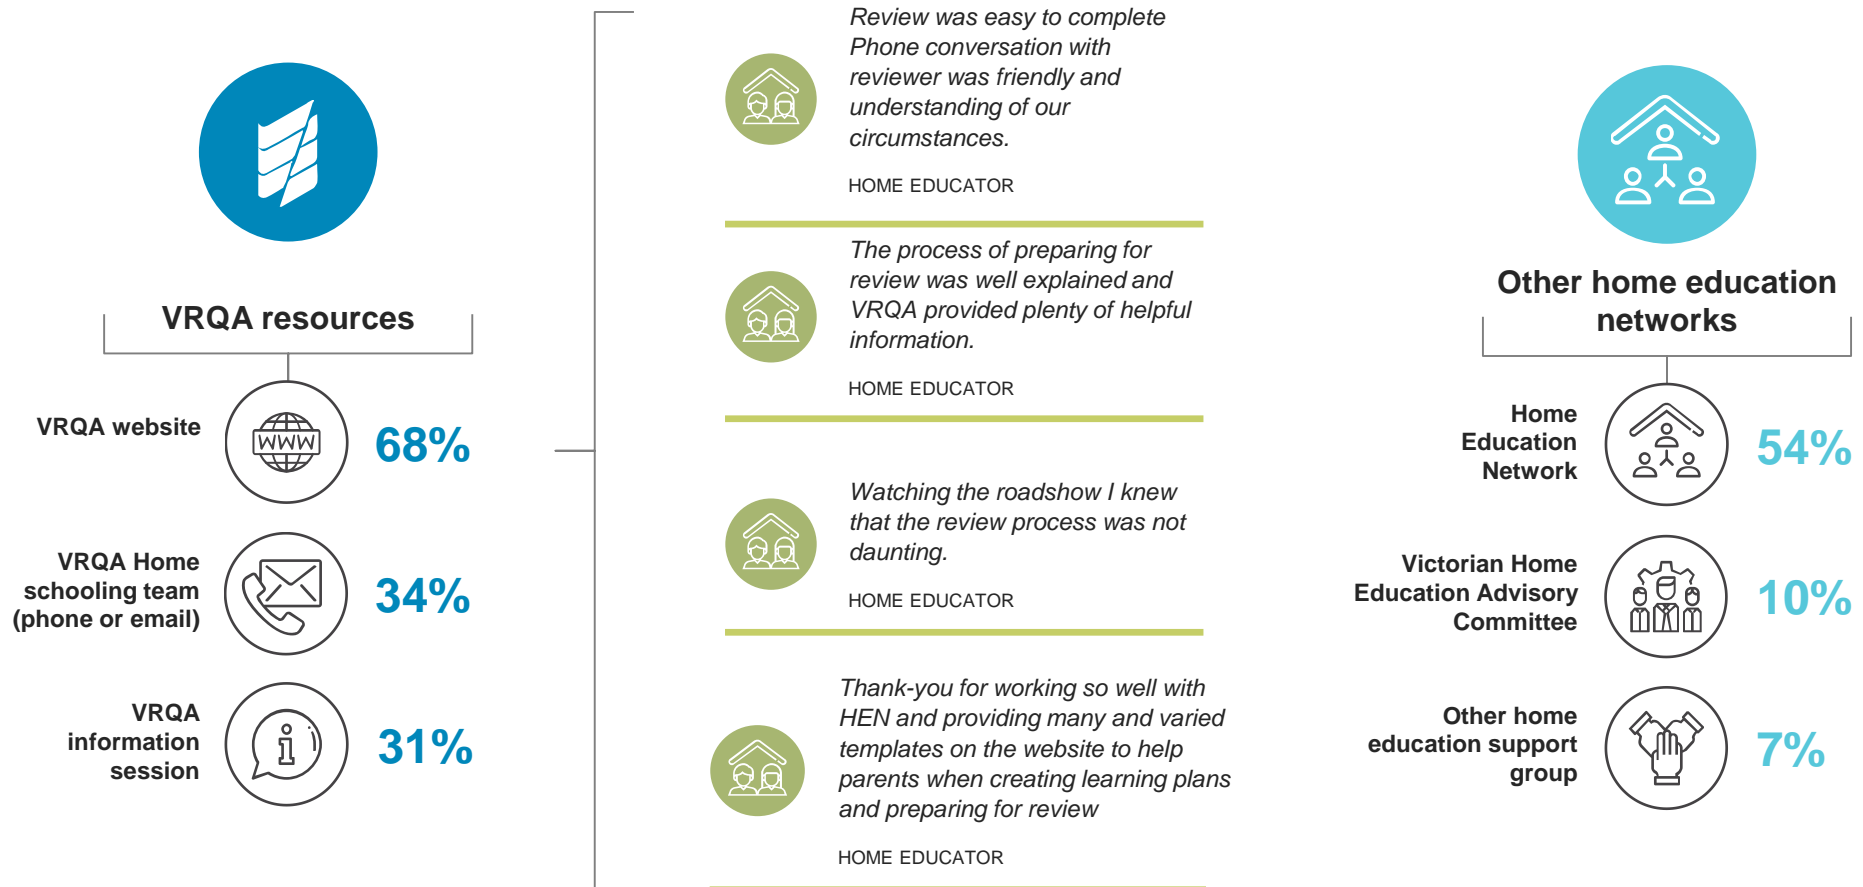 VRQA resources
VRQA website
WWW
68%
VRQA Home
schooling team
(phone or email)
34%
VRQA
information
session
31%
Review was easy to complete
Phone conversation with
reviewer was friendly and
understanding of our
circumstances.
HOME EDUCATOR
The process of preparing for
review was well explained and
VRQA provided plenty of helpful
information.
HOME EDUCATOR
Watching the roadshow I knew
that the review process was not
daunting.
HOME EDUCATOR
Thank-you for working so well with
HEN and providing many and varied
templates on the website to help
parents when creating learning plans
and preparing for review
HOME EDUCATOR
Other home education
networks
Home
Education
Network
54%
Victorian Home
Education Advisory
Committee
10%
Other home
education support
group
7%